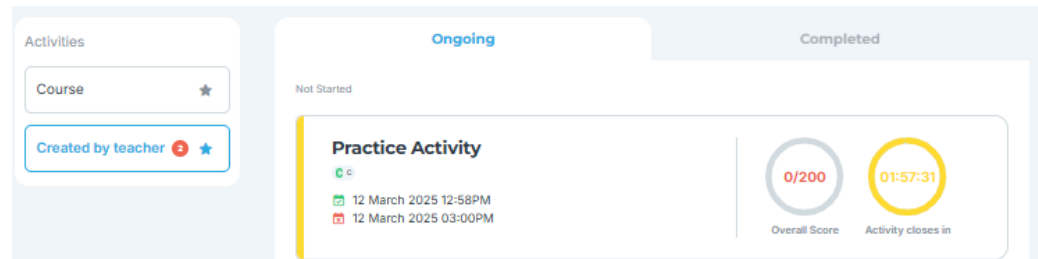 Activities
Course
Created by teacher 2
Ongoing
Completed
Not Started
Practice Activity
C C
12 March 2025 12:58PM
12 March 2025 03:00PM
0/200
Overall Score
01:57:31
Activity closes in